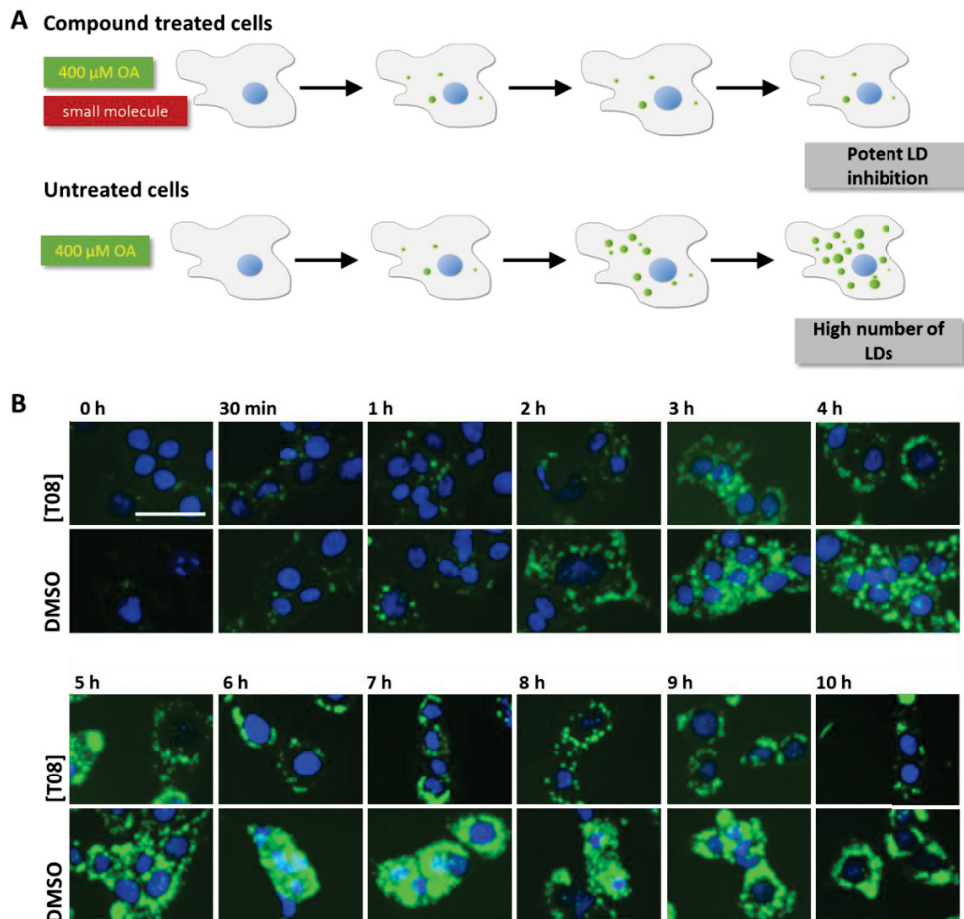 A
Compound treated cells
400 µM OA
small molecule
Potent LD
inhibition
Untreated cells
400 µM OA
High number of
LDs
B
0 h 30 min 1 h 2 h 3 h 4 h
[T08]
DMSO
5 h 6 h 7 h 8 h 9 h 10 h
[T08]
DMSO